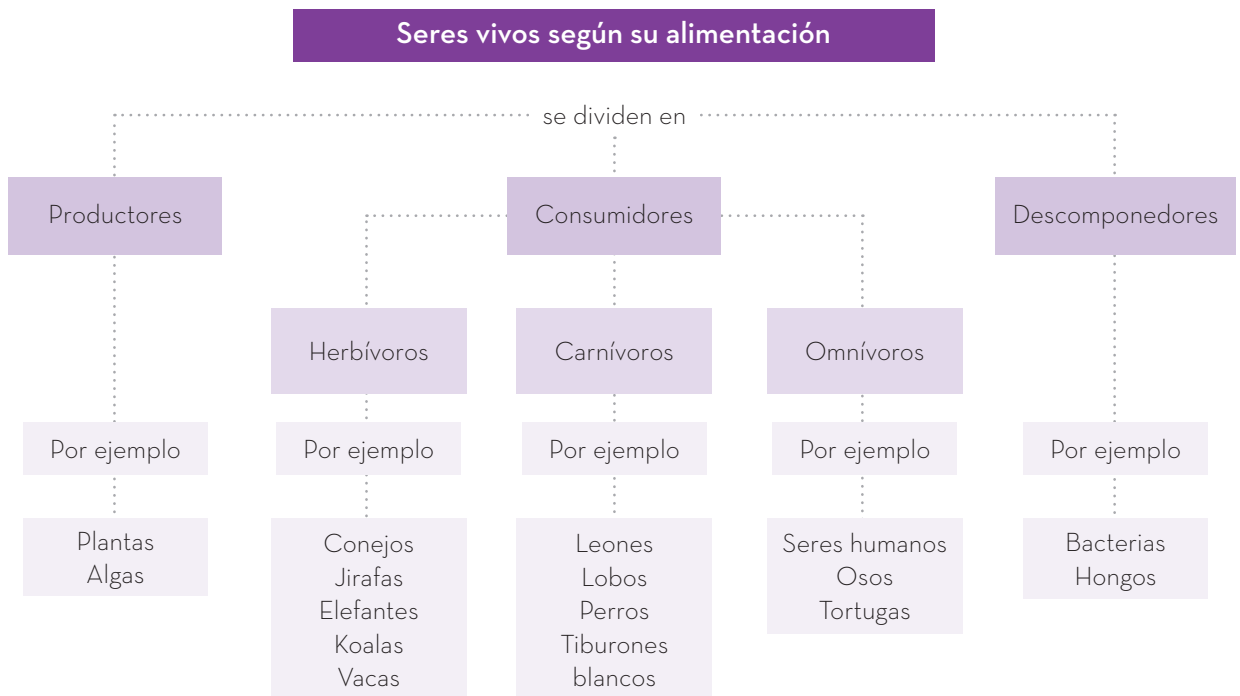 Seres vivos según su alimentación
se dividen en
Productores
Consumidores
Descomponedores
Herbívoros
Carnívoros
Omnívoros
Por ejemplo
Por ejemplo
Por ejemplo
Por ejemplo
Por ejemplo
Plantas
Algas
Conejos
Jirafas
Elefantes
Koalas
Vacas
Leones
Lobos
Perros
Tiburones
blancos
Seres humanos
Osos
Tortugas
Bacterias
Hongos